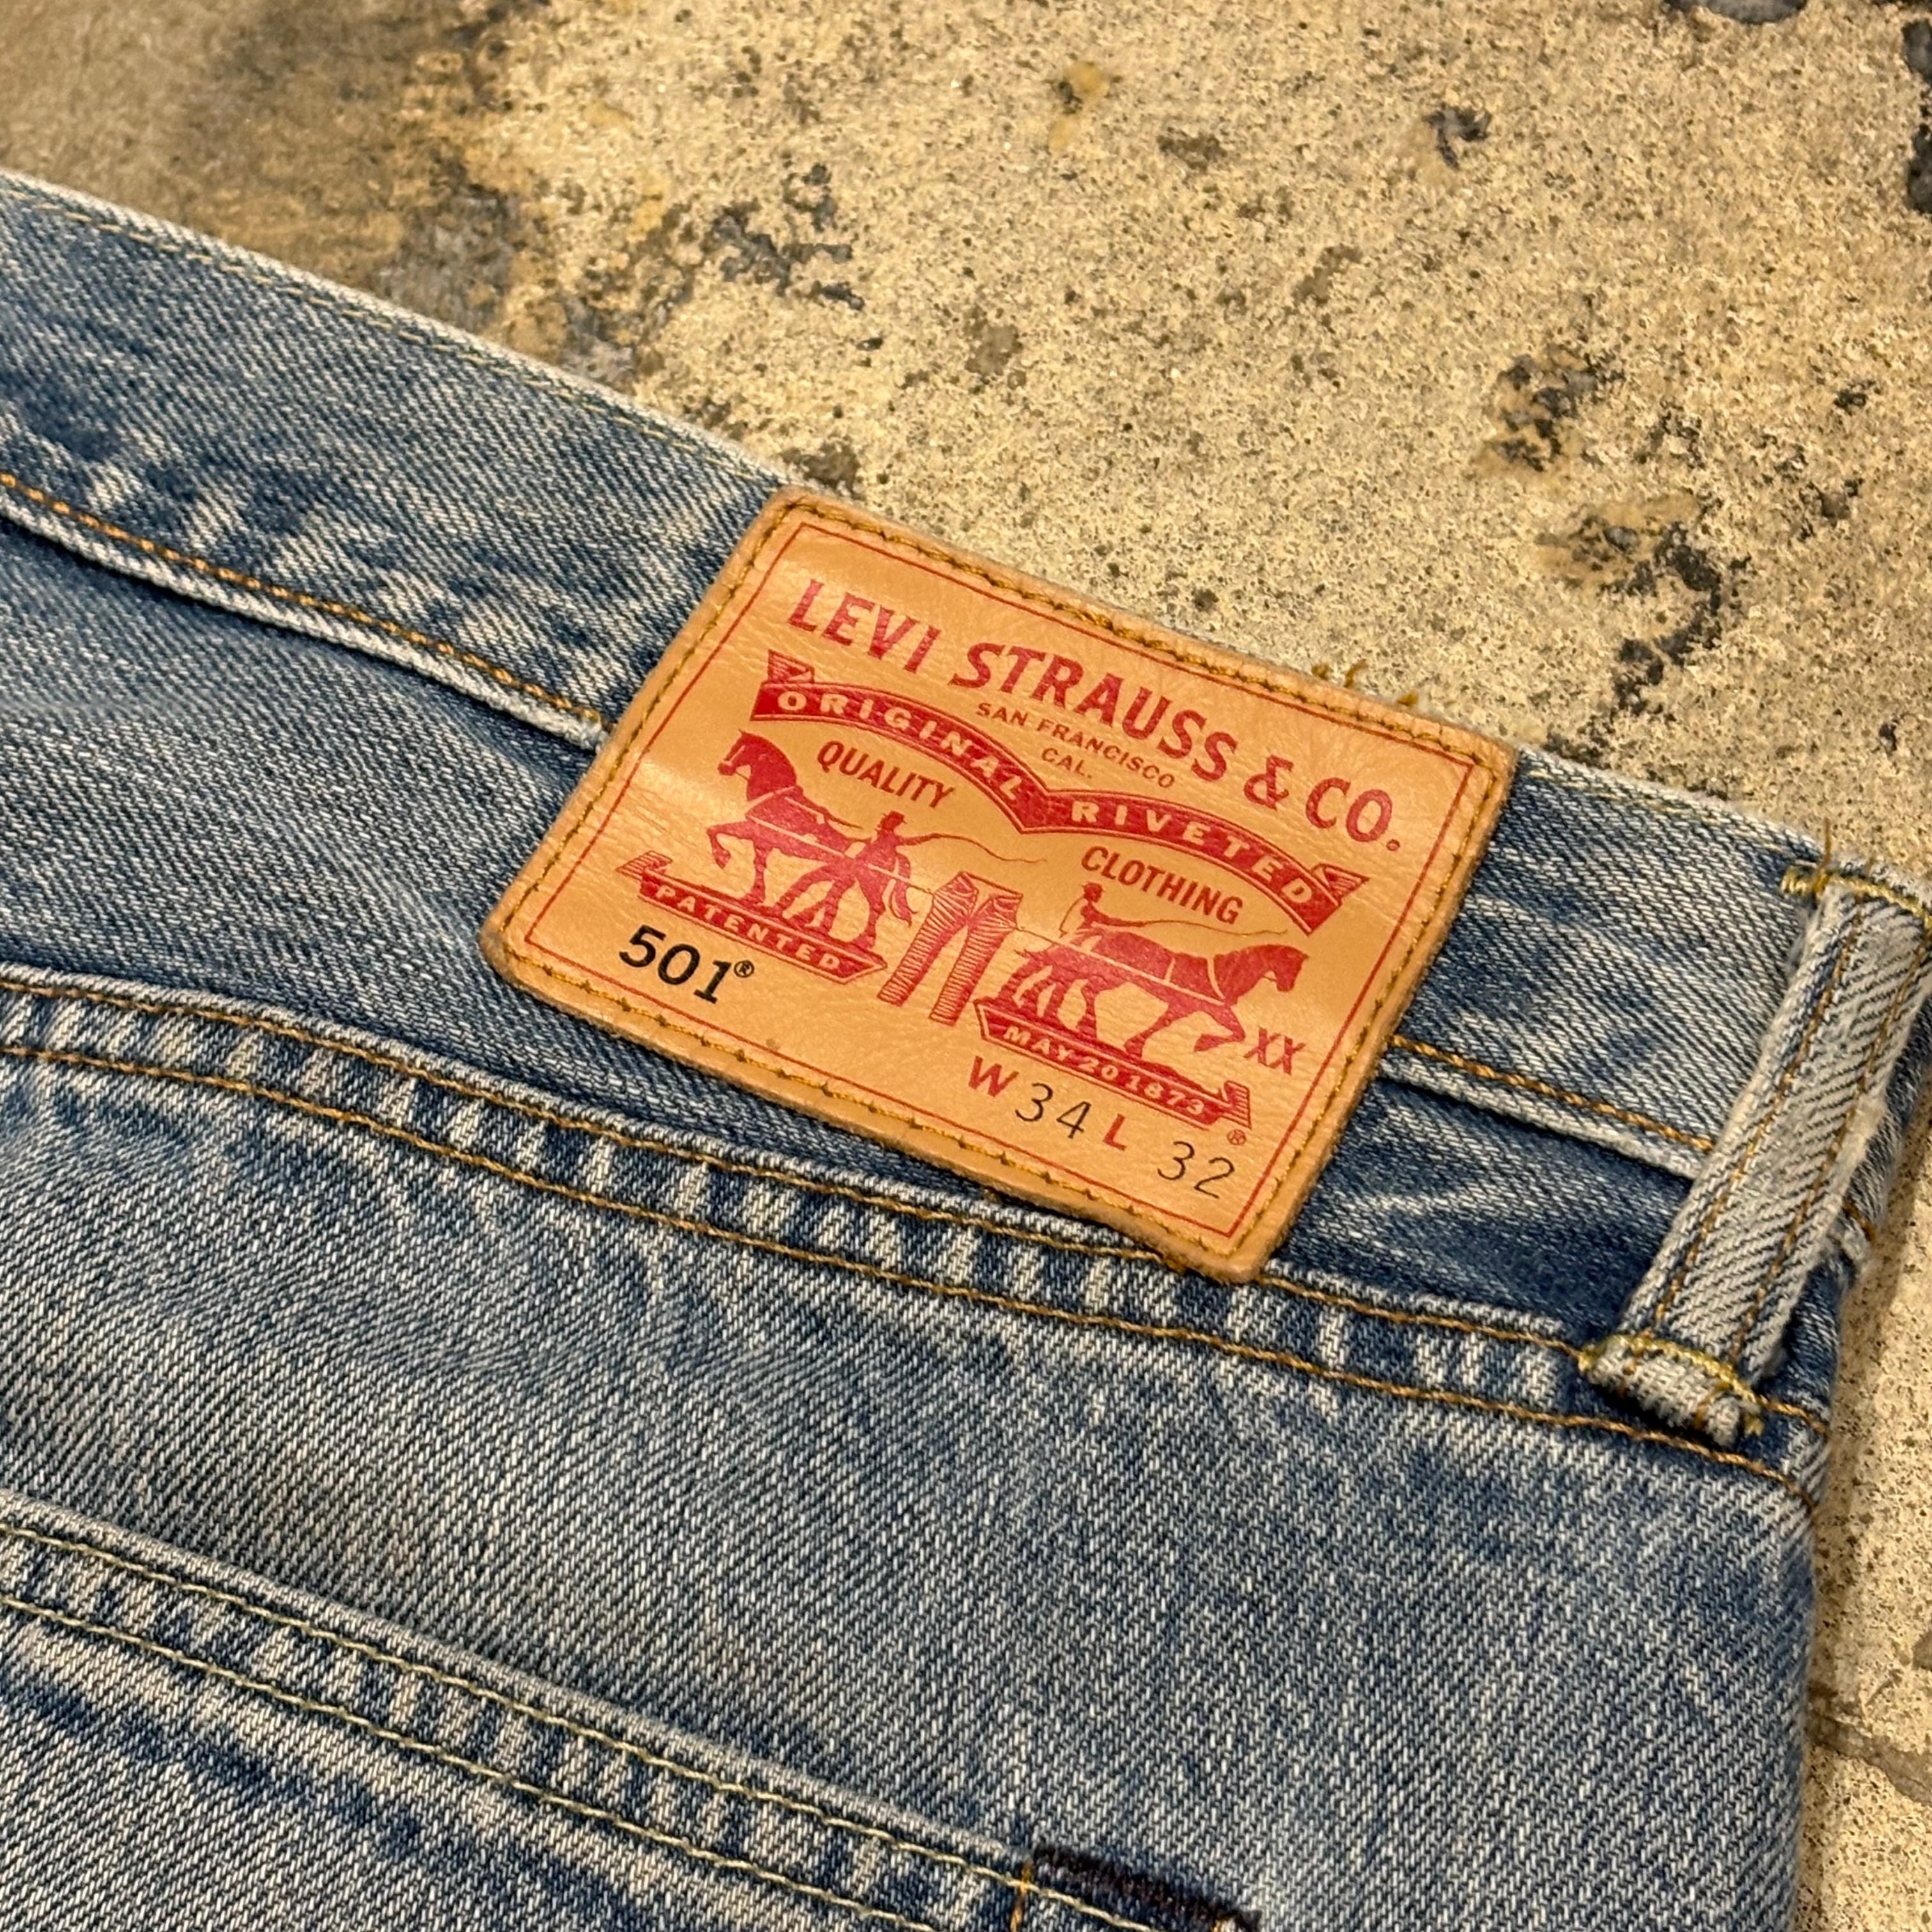 LEVI STRAUSS & CO.
SAN FRANCISCO
CAL.
ORIGINAL RIVETED
QUALITY CLOTHING
PATENTED
MAY 20 1873
XX
501®
W 34 L 32
®